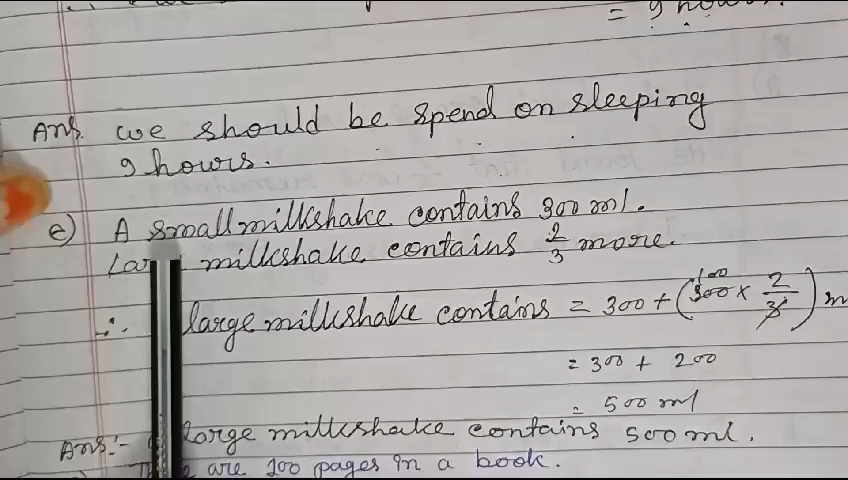 = 9 hours.
Ans. we should be spend on sleeping
9 hours.
e) A small milkshake contains 300 ml.
milkshake contains 2/3 more.
∴ large milkshake contains = 300 + (300 100 × 2/3) m
= 300 + 200
= 500 ml
Ans:- large milkshake contains 500 ml.
are 200 pages in a book.